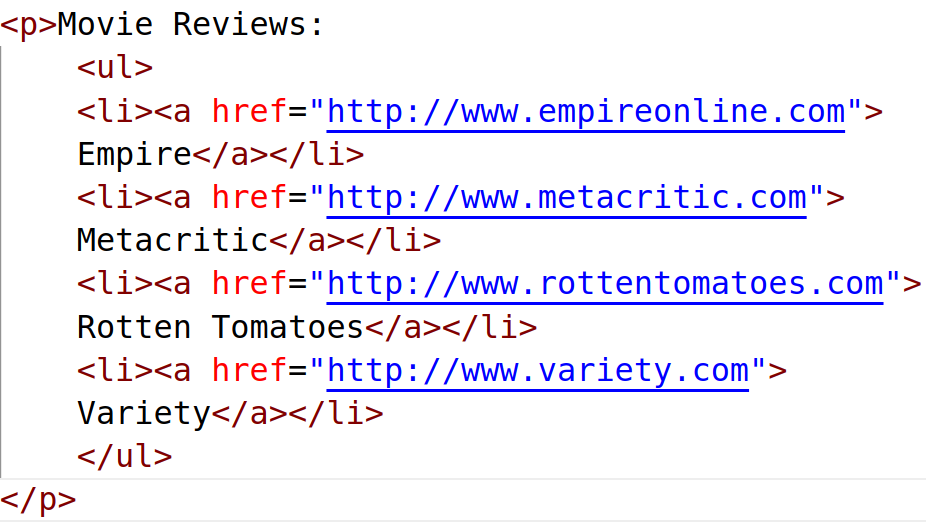 <p>Movie Reviews:
<ul>
<li><a href="http://www.empireonline.com">
Empire</a></li>
<li><a href="http://www.metacritic.com">
Metacritic</a></li>
<li><a href="http://www.rottentomatoes.com">
Rotten Tomatoes</a></li>
<li><a href="http://www.variety.com">
Variety</a></li>
</ul>
</p>